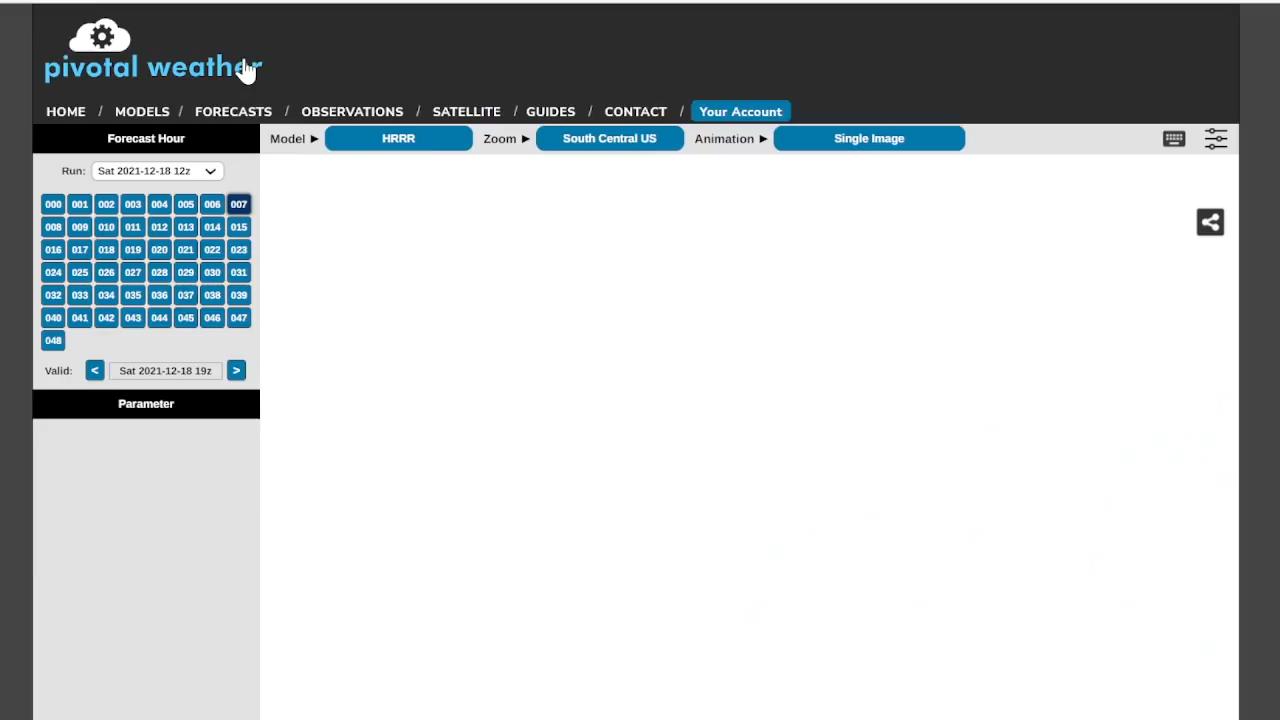 pivotal weather
HOME / MODELS / FORECASTS / OBSERVATIONS / SATELLITE / GUIDES / CONTACT / Your Account
Forecast Hour
Model ► HRRR Zoom ► South Central US Animation ► Single Image
Run: Sat 2021-12-18 12z
000 001 002 003 004 005 006 007
008 009 010 011 012 013 014 015
016 017 018 019 020 021 022 023
024 025 026 027 028 029 030 031
032 033 034 035 036 037 038 039
040 041 042 043 044 045 046 047
048
Valid: < Sat 2021-12-18 19z >
Parameter